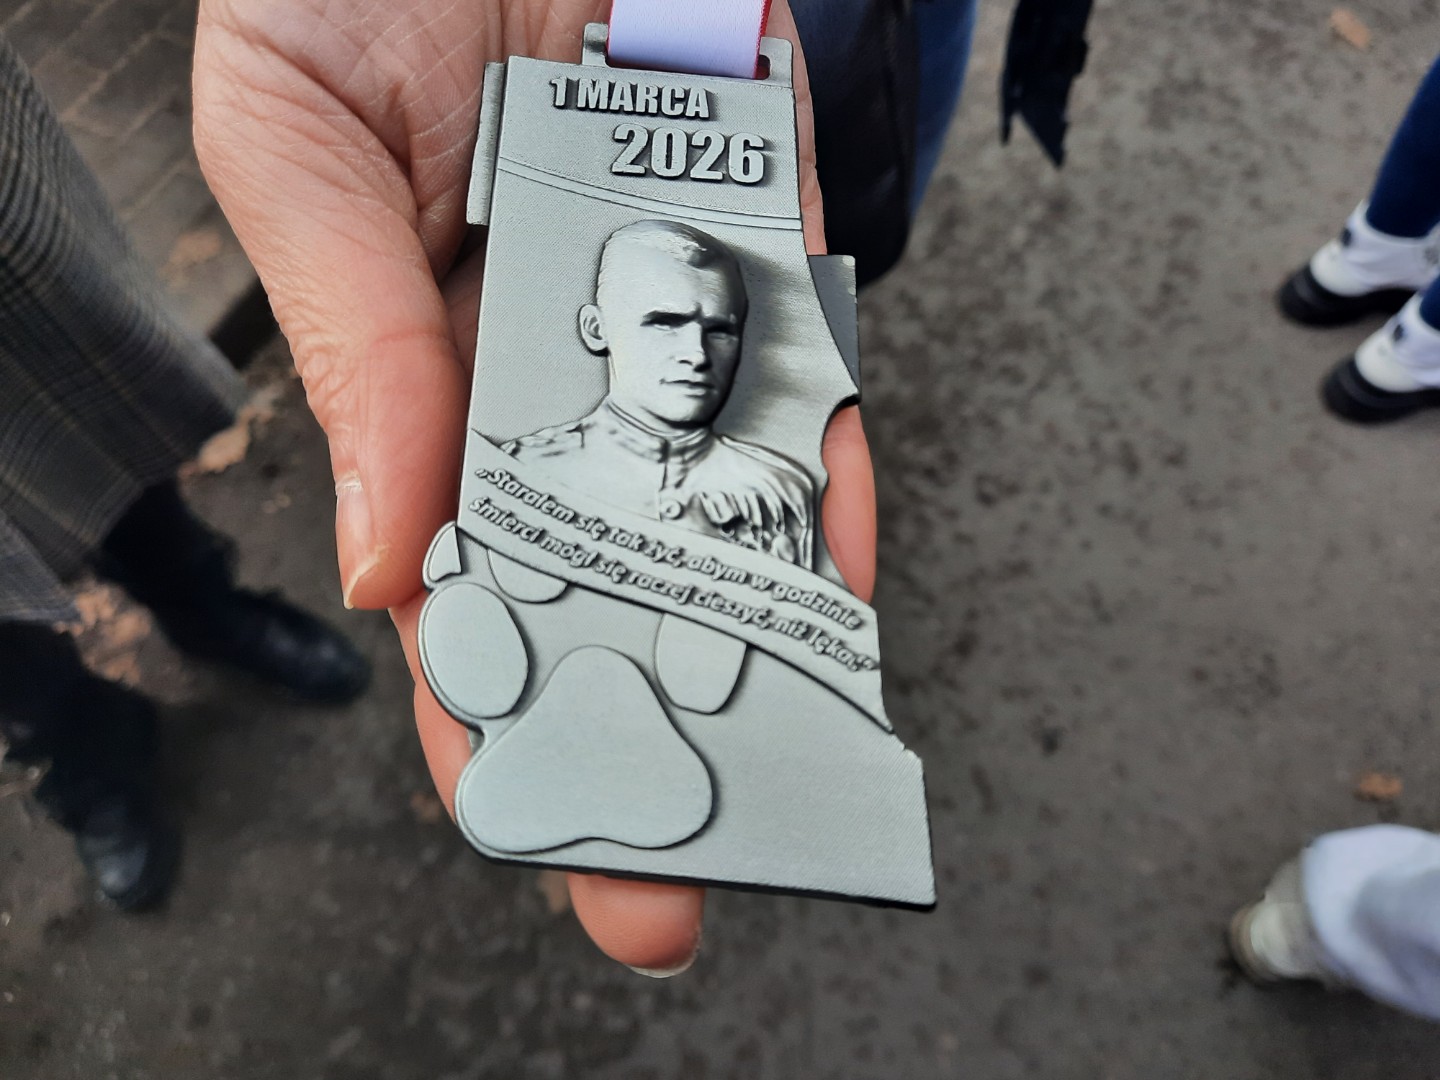 1 MARCA
2026
„Starałem się tak żyć, abym w godzinie
śmierci mógł się raczej cieszyć, niż lękać!”